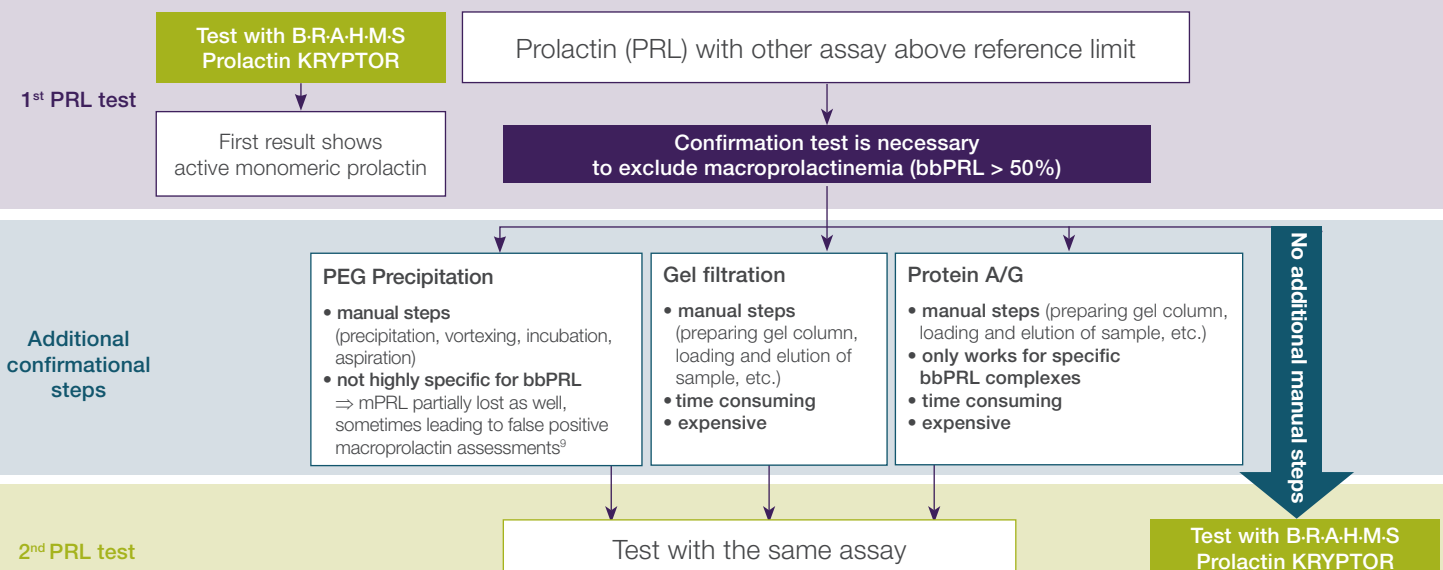 1st PRL test
Test with B·R·A·H·M·S
Prolactin KRYPTOR
First result shows
active monomeric prolactin
Prolactin (PRL) with other assay above reference limit
Confirmation test is necessary
to exclude macroprolactinemia (bbPRL > 50%)
Additional
confirmational
steps
PEG Precipitation
• manual steps
(precipitation, vortexing, incubation,
aspiration)
• not highly specific for bbPRL
⇒ mPRL partially lost as well,
sometimes leading to false positive
macroprolactin assessments9
Gel filtration
• manual steps
(preparing gel column,
loading and elution of
sample, etc.)
• time consuming
• expensive
Protein A/G
• manual steps (preparing gel column,
loading and elution of sample, etc.)
• only works for specific
bbPRL complexes
• time consuming
• expensive
No additional manual steps
2nd PRL test
Test with the same assay
Test with B·R·A·H·M·S
Prolactin KRYPTOR